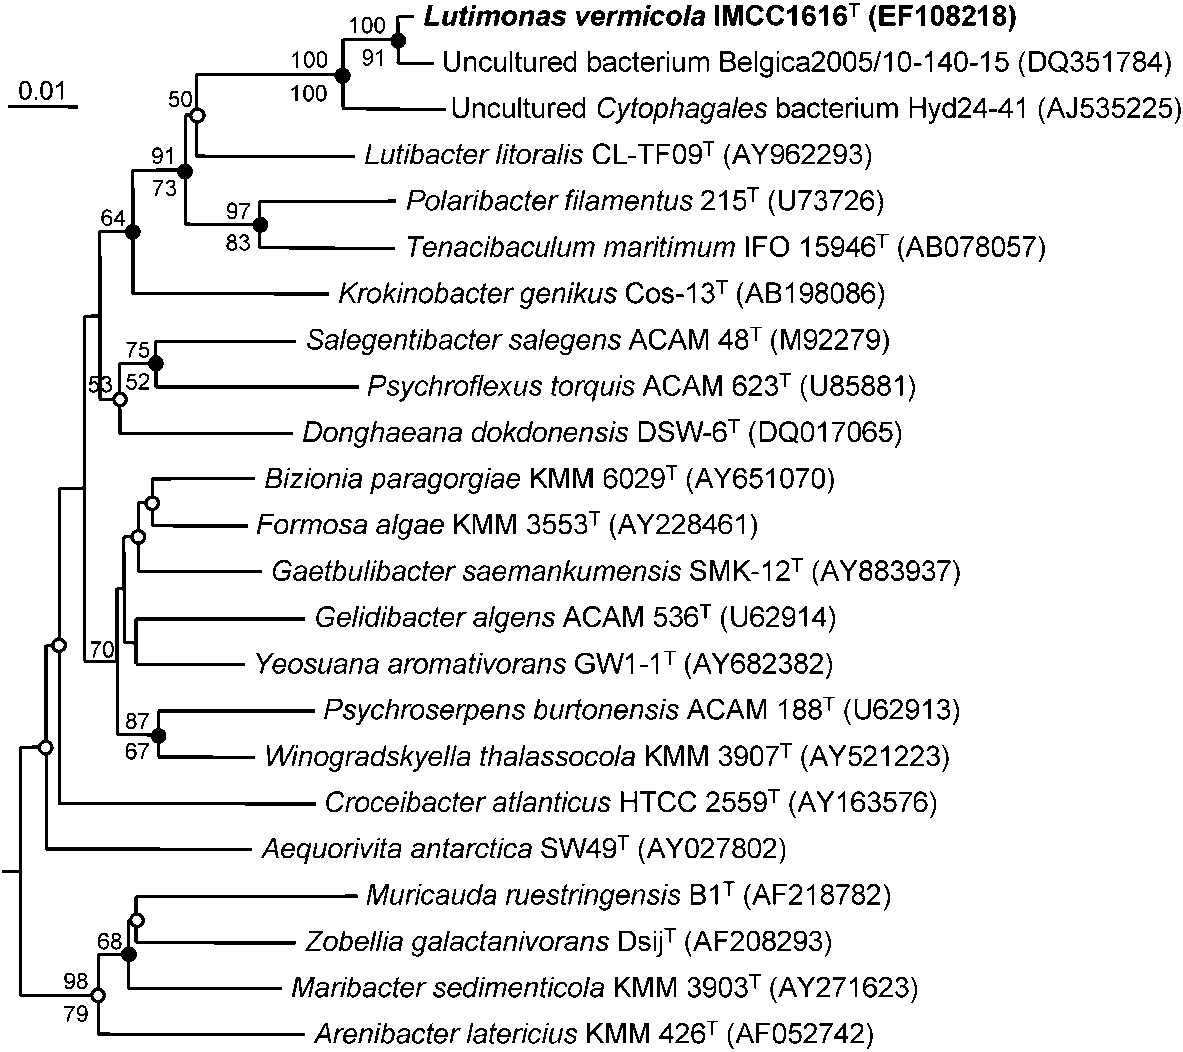 100 Lutimonas vermicola IMCC1616ᵀ (EF108218)
100 91 Uncultured bacterium Belgica2005/10-140-15 (DQ351784)
0.01 50 100 Uncultured Cytophagales bacterium Hyd24-41 (AJ535225)
91 Lutibacter litoralis CL-TF09ᵀ (AY962293)
73 97 Polaribacter filamentus 215ᵀ (U73726)
64 83 Tenacibaculum maritimum IFO 15946ᵀ (AB078057)
Krokinobacter genikus Cos-13ᵀ (AB198086)
75 Salegentibacter salegens ACAM 48ᵀ (M92279)
53 52 Psychroflexus torquis ACAM 623ᵀ (U85881)
Donghaeana dokdonensis DSW-6ᵀ (DQ017065)
Bizionia paragorgiae KMM 6029ᵀ (AY651070)
Formosa algae KMM 3553ᵀ (AY228461)
Gaetbulibacter saemankumensis SMK-12ᵀ (AY883937)
Gelidibacter algens ACAM 536ᵀ (U62914)
70 Yeosuana aromativorans GW1-1ᵀ (AY682382)
87 Psychroserpens burtonensis ACAM 188ᵀ (U62913)
67 Winogradskyella thalassocola KMM 3907ᵀ (AY521223)
Croceibacter atlanticus HTCC 2559ᵀ (AY163576)
Aequorivita antarctica SW49ᵀ (AY027802)
Muricauda ruestringensis B1ᵀ (AF218782)
68 Zobellia galactanivorans Dsijᵀ (AF208293)
98 Maribacter sedimenticola KMM 3903ᵀ (AY271623)
79 Arenibacter latericius KMM 426ᵀ (AF052742)